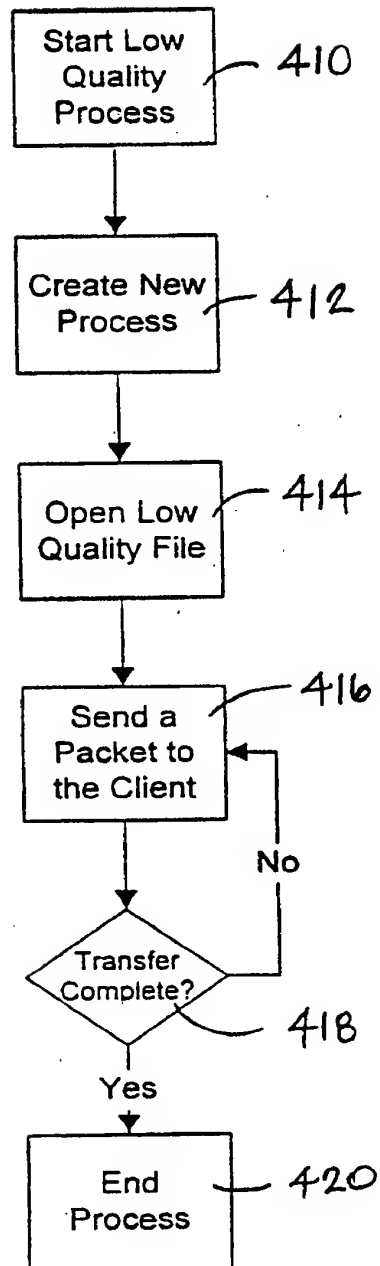 Start Low
Quality
Process
410
Create New
Process
412
Open Low
Quality File
414
Send a
Packet to
the Client
416
No
Transfer
Complete?
418
Yes
End
Process
420